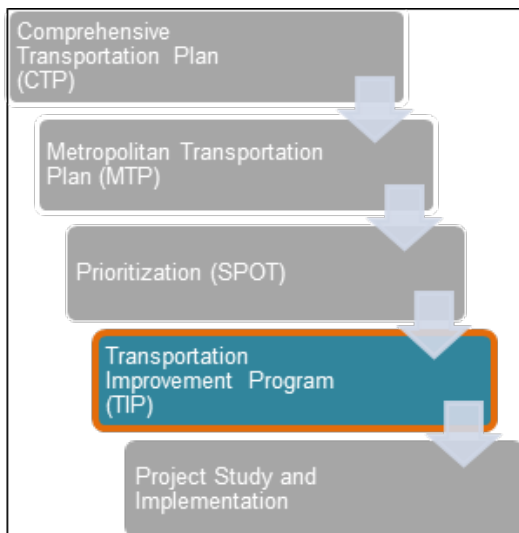 Comprehensive
Transportation Plan
(CTP)
Metropolitan Transportation
Plan (MTP)
Prioritization (SPOT)
Transportation
Improvement Program
(TIP)
Project Study and
Implementation